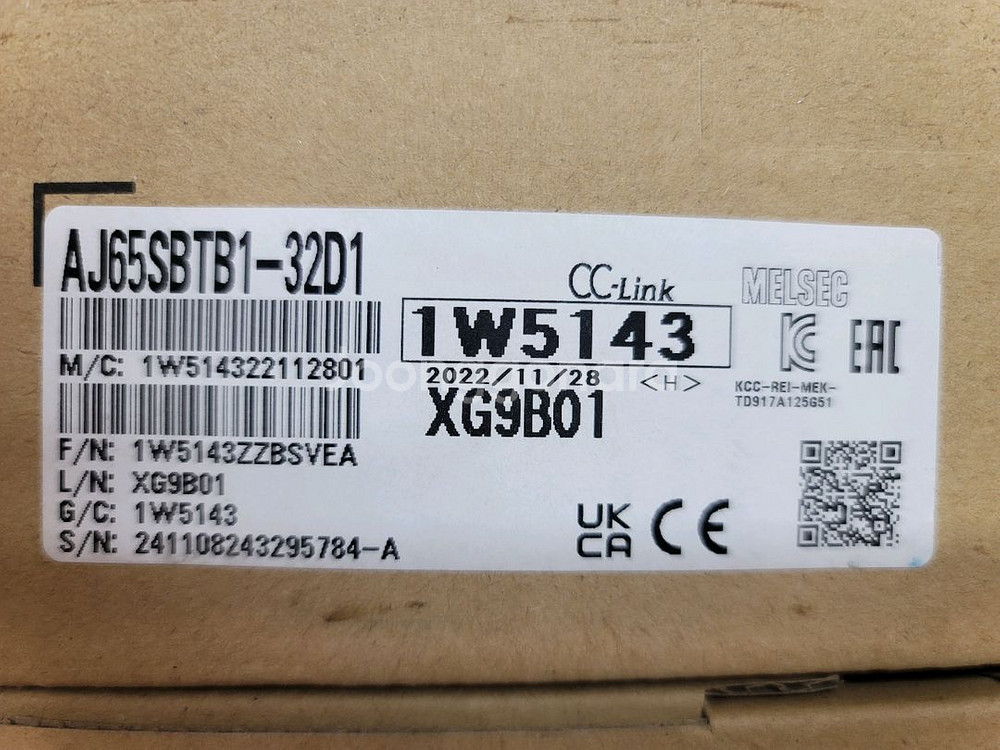 AJ65SBTB1-32D1
CC-Link
MELSEC
1W5143
EAC
M/C: 1W514322112801
2022/11/28 <H>
KCC-REI-MEK-
TD917A125G51
XG9B01
F/N: 1W5143ZZBSVEA
L/N: XG9B01
G/C: 1W5143
S/N: 241108243295784-A
UK
CA
CE